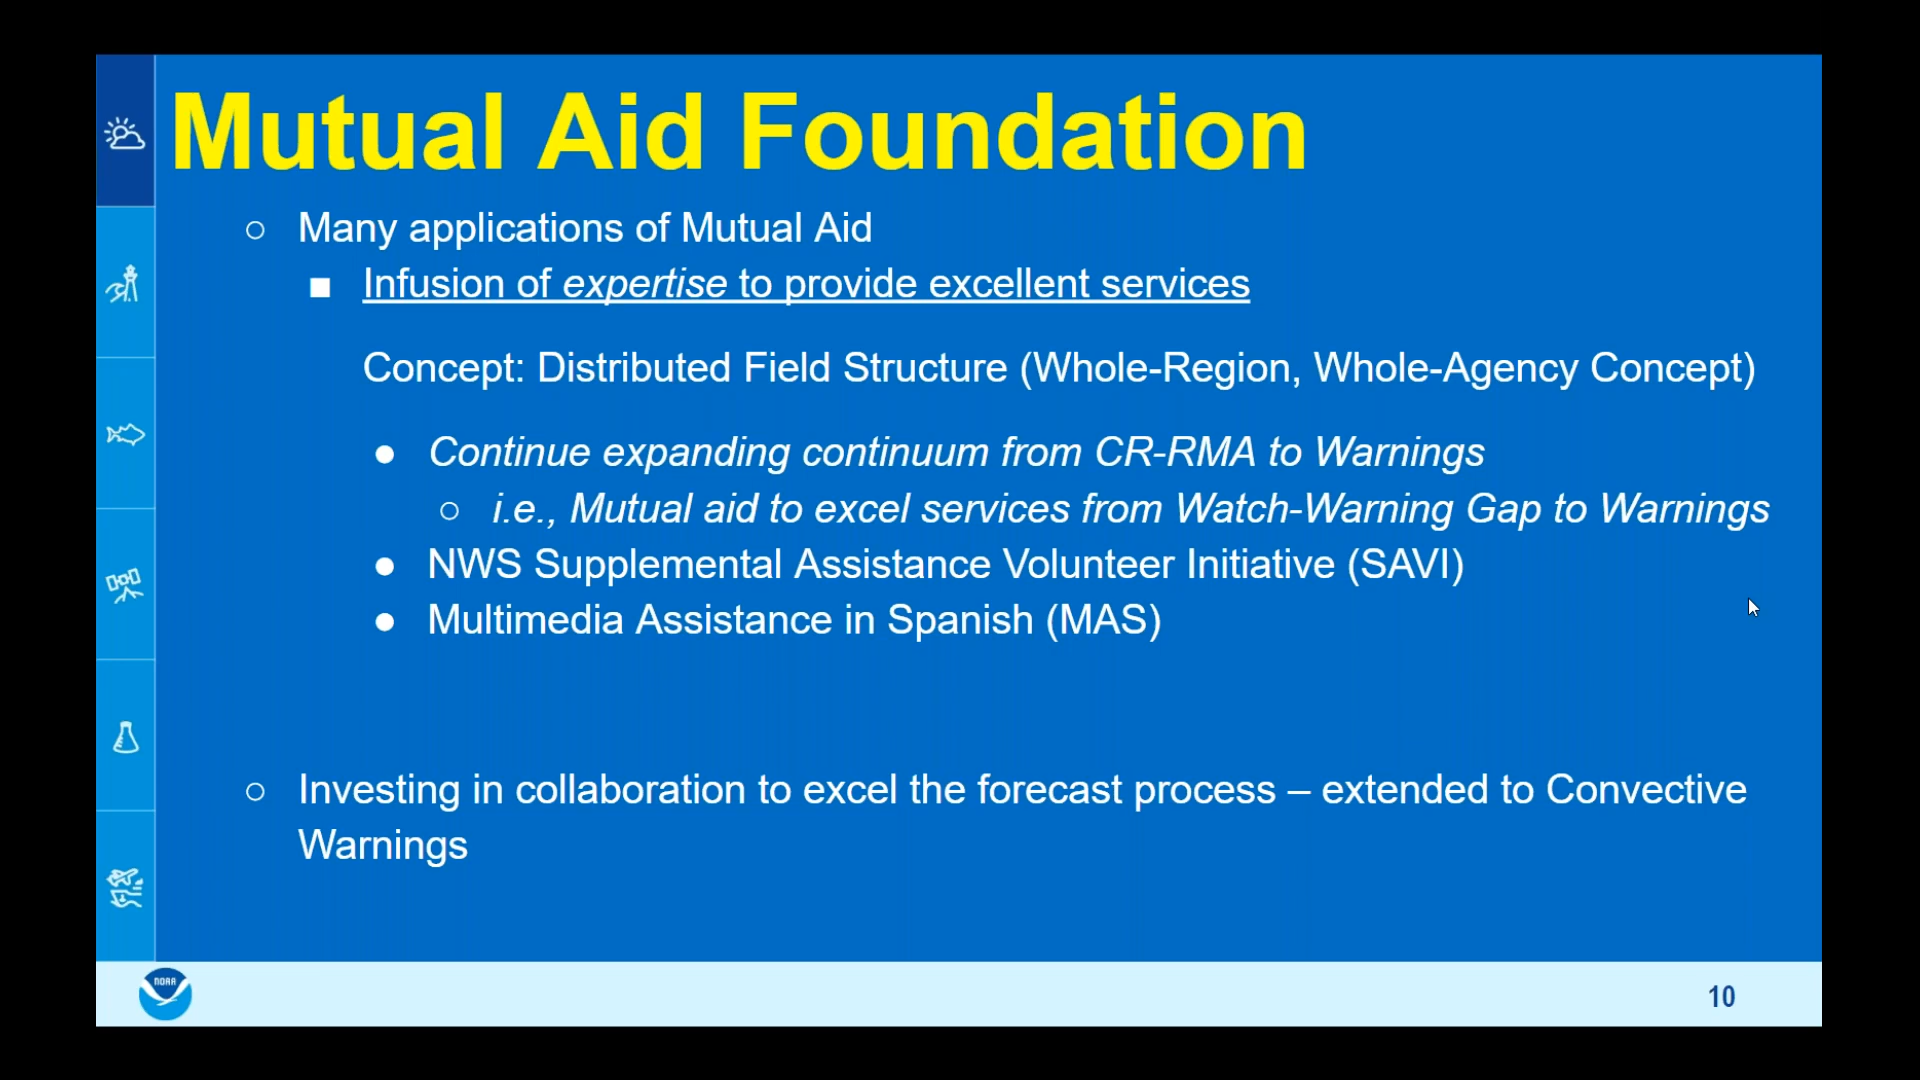 Mutual Aid Foundation
○ Many applications of Mutual Aid
■ Infusion of expertise to provide excellent services
Concept: Distributed Field Structure (Whole-Region, Whole-Agency Concept)
● Continue expanding continuum from CR-RMA to Warnings
○ i.e., Mutual aid to excel services from Watch-Warning Gap to Warnings
● NWS Supplemental Assistance Volunteer Initiative (SAVI)
● Multimedia Assistance in Spanish (MAS)
○ Investing in collaboration to excel the forecast process – extended to Convective
Warnings
NOAA
10